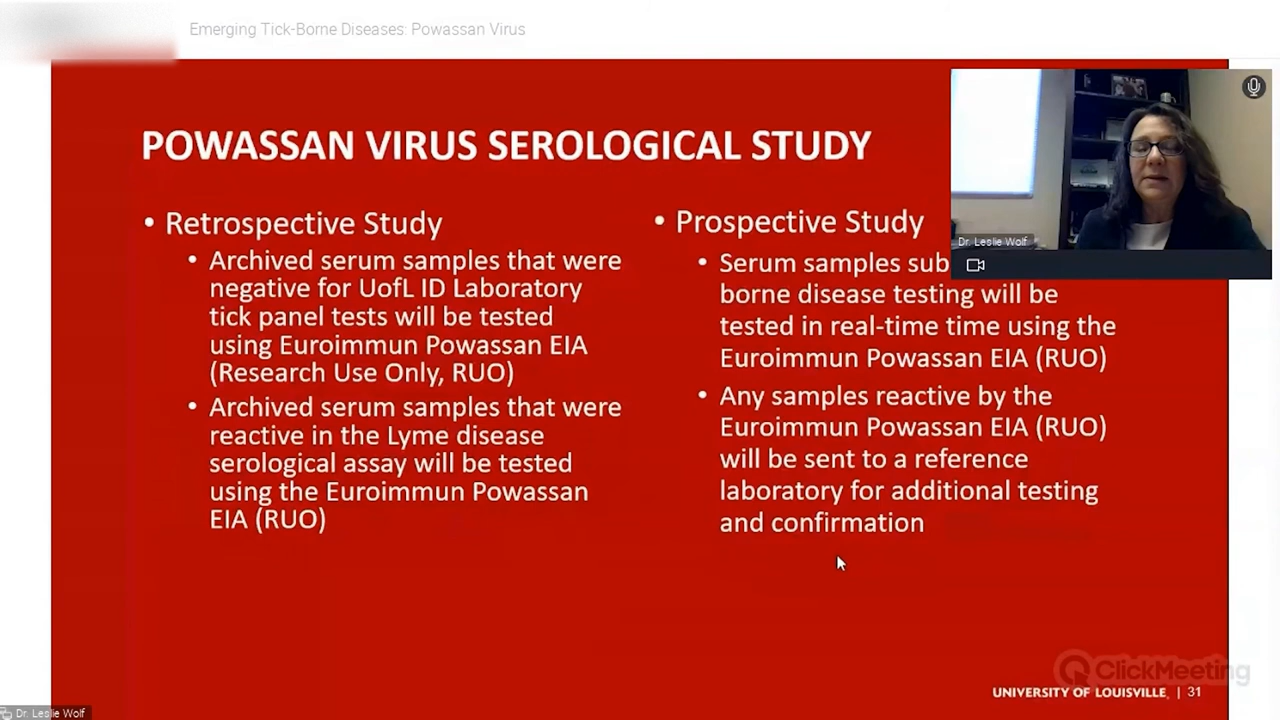 Emerging Tick-Borne Diseases: Powassan Virus
POWASSAN VIRUS SEROLOGICAL STUDY
• Retrospective Study
• Archived serum samples that were
negative for UofL ID Laboratory
tick panel tests will be tested
using Euroimmun Powassan EIA
(Research Use Only, RUO)
• Archived serum samples that were
reactive in the Lyme disease
serological assay will be tested
using the Euroimmun Powassan
EIA (RUO)
• Prospective Study
• Serum samples sub
borne disease testing will be
tested in real-time time using the
Euroimmun Powassan EIA (RUO)
• Any samples reactive by the
Euroimmun Powassan EIA (RUO)
will be sent to a reference
laboratory for additional testing
and confirmation
Dr. Leslie Wolf
ClickMeeting
UNIVERSITY OF LOUISVILLE | 31
Dr. Leslie Wolf